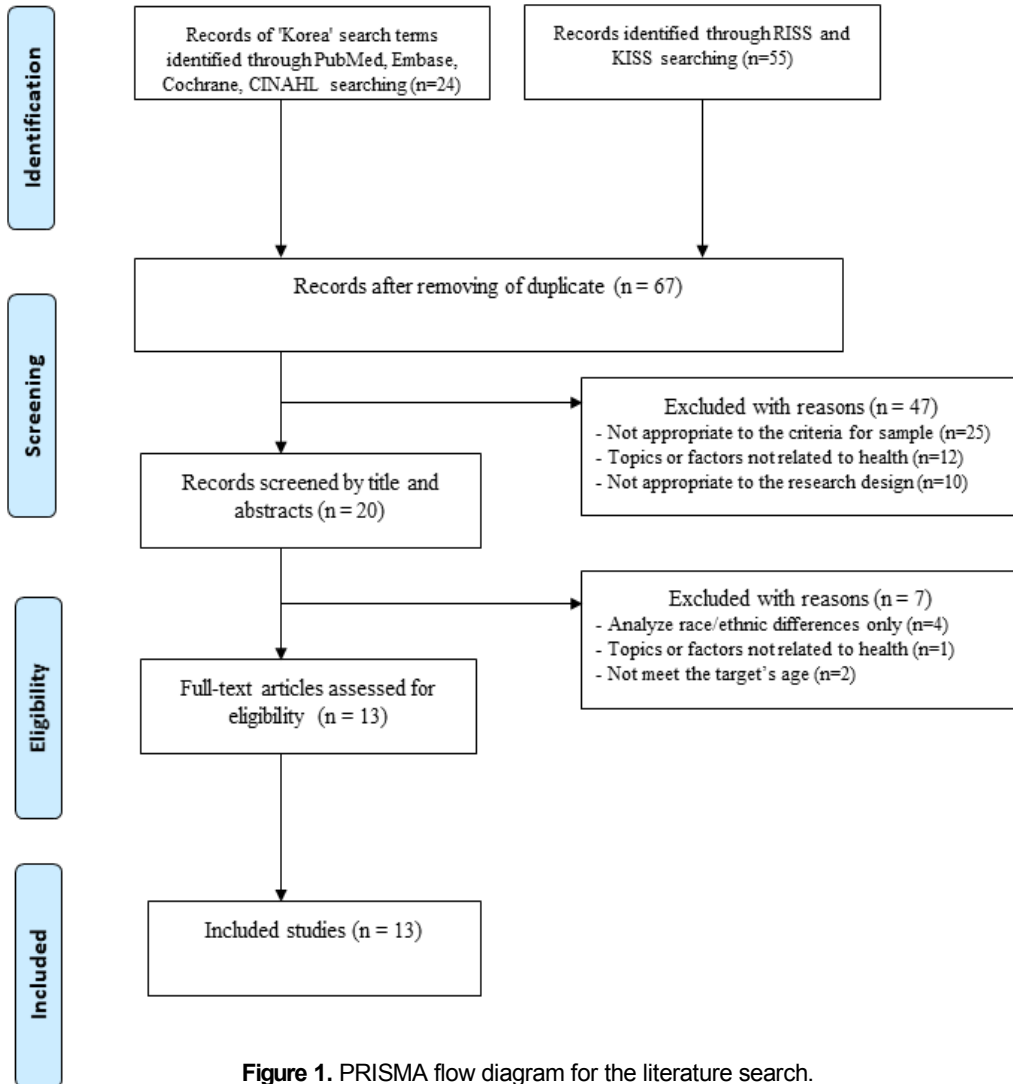 Identification
Records of 'Korea' search terms
identified through PubMed, Embase,
Cochrane, CINAHL searching (n=24)
Records identified through RISS and
KISS searching (n=55)
Records after removing of duplicate (n = 67)
Screening
Excluded with reasons (n = 47)
- Not appropriate to the criteria for sample (n=25)
- Topics or factors not related to health (n=12)
- Not appropriate to the research design (n=10)
Records screened by title and
abstracts (n = 20)
Eligibility
Excluded with reasons (n = 7)
- Analyze race/ethnic differences only (n=4)
- Topics or factors not related to health (n=1)
- Not meet the target's age (n=2)
Full-text articles assessed for
eligibility (n = 13)
Included
Included studies (n = 13)
Figure 1. PRISMA flow diagram for the literature search.